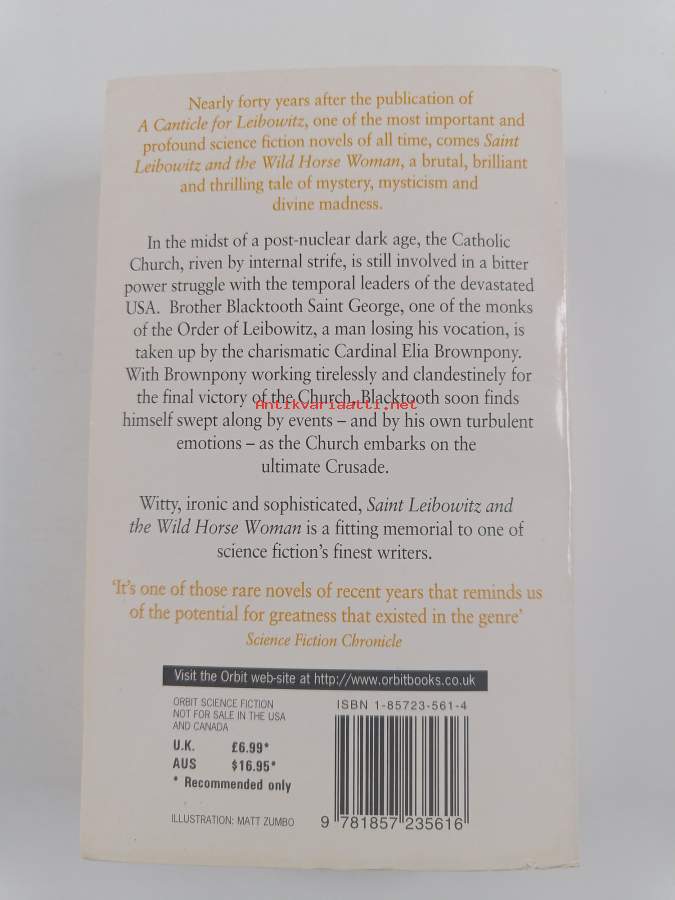 Nearly forty years after the publication of
A Canticle for Leibowitz, one of the most important and
profound science fiction novels of all time, comes Saint
Leibowitz and the Wild Horse Woman, a brutal, brilliant
and thrilling tale of mystery, mysticism and
divine madness.
In the midst of a post-nuclear dark age, the Catholic
Church, riven by internal strife, is still involved in a bitter
power struggle with the temporal leaders of the devastated
USA. Brother Blacktooth Saint George, one of the monks
of the Order of Leibowitz, a man losing his vocation, is
taken up by the charismatic Cardinal Elia Brownpony.
With Brownpony working tirelessly and clandestinely for
the final victory of the Church, Blacktooth soon finds
Antikvariaatti.net
himself swept along by events – and by his own turbulent
emotions – as the Church embarks on the
ultimate Crusade.
Witty, ironic and sophisticated, Saint Leibowitz and
the Wild Horse Woman is a fitting memorial to one of
science fiction's finest writers.
'It's one of those rare novels of recent years that reminds us
of the potential for greatness that existed in the genre'
Science Fiction Chronicle
Visit the Orbit web-site at http://www.orbitbooks.co.uk
ORBIT SCIENCE FICTION
NOT FOR SALE IN THE USA
AND CANADA
U.K. £6.99*
AUS $16.95*
* Recommended only
ILLUSTRATION: MATT ZUMBO
ISBN 1-85723-561-4
9 781857 235616